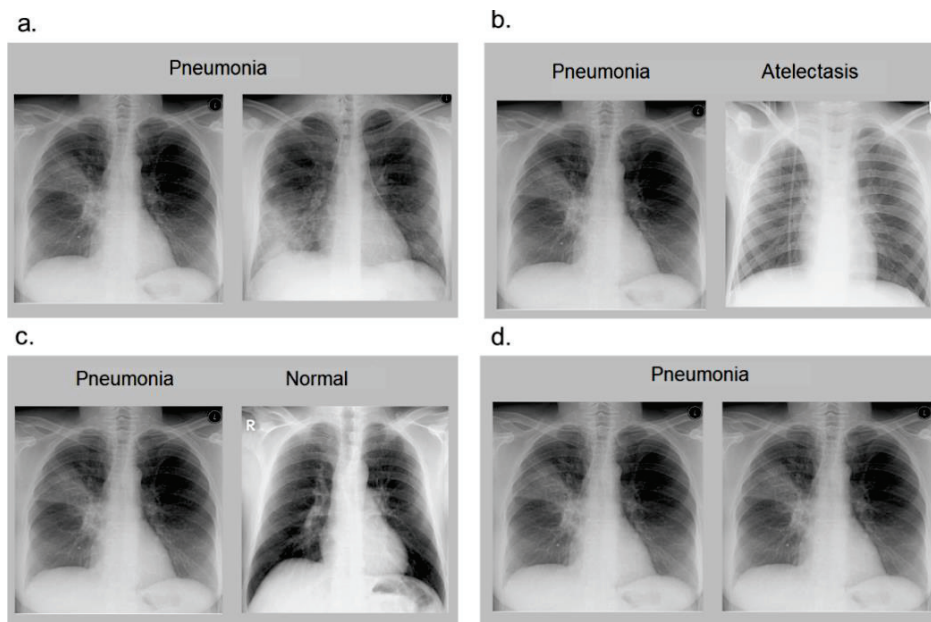 a.
Pneumonia
b.
Pneumonia Atelectasis
c.
Pneumonia Normal
R
d.
Pneumonia